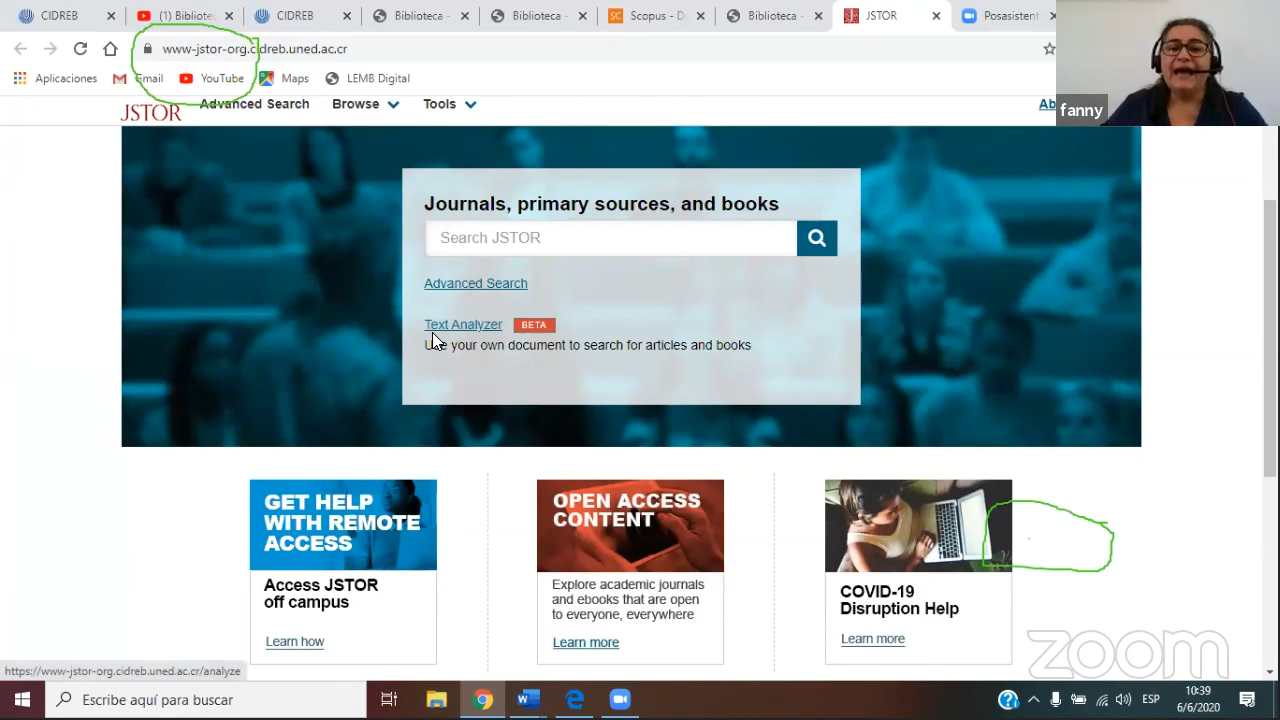 CIDREB
Bibliotec
CIDREB
Biblioteca -
Biblioteca -
Scopus - D
Biblioteca -
JSTOR
Posasistent
www-jstor-org.cidreb.uned.ac.cr
Aplicaciones
Gmail
YouTube
Maps
LEMB Digital
JSTOR
Advanced Search
Browse
Tools
Ab
fanny
Journals, primary sources, and books
Search JSTOR
Advanced Search
Text Analyzer
BETA
Use your own document to search for articles and books
GET HELP
WITH REMOTE
ACCESS
Access JSTOR
off campus
Learn how
OPEN ACCESS
CONTENT
Explore academic journals
and ebooks that are open
to everyone, everywhere
Learn more
COVID-19
Disruption Help
Learn more
zoom
https://www-jstor-org.cidreb.uned.ac.cr/analyze
Escribe aquí para buscar
ESP
10:39
6/6/2020